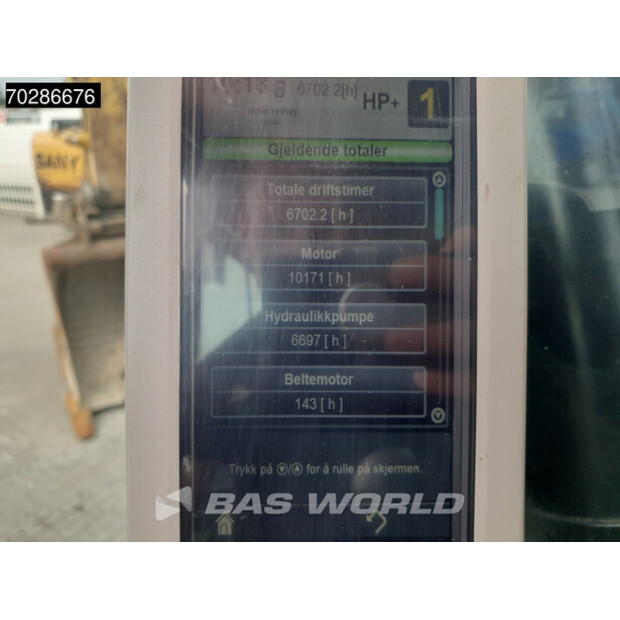 70286676
6702.2[h]
HP+
1
Gjeldende totaler
Totale driftstimer
6702.2 [ h ]
Motor
10171 [ h ]
Hydraulikkpumpe
6697 [ h ]
Beltemotor
143 [ h ]
Trykk på ▼/▲ for å rulle på skjermen.
BAS WORLD
SANY